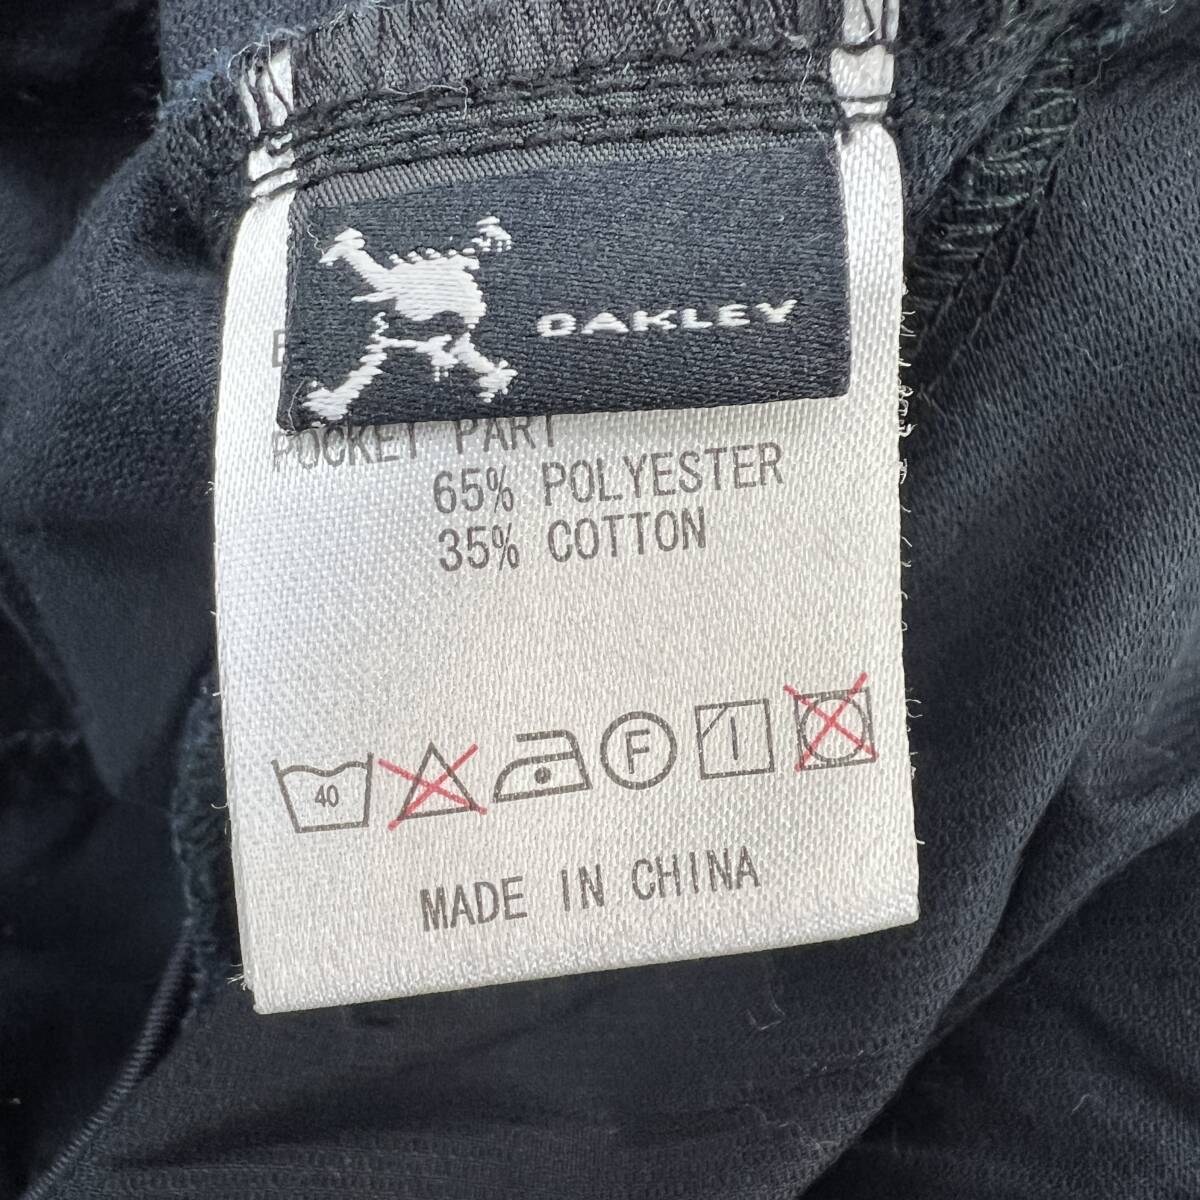 OAKLEY
POCKET PART
65% POLYESTER
35% COTTON
40
F
MADE IN CHINA